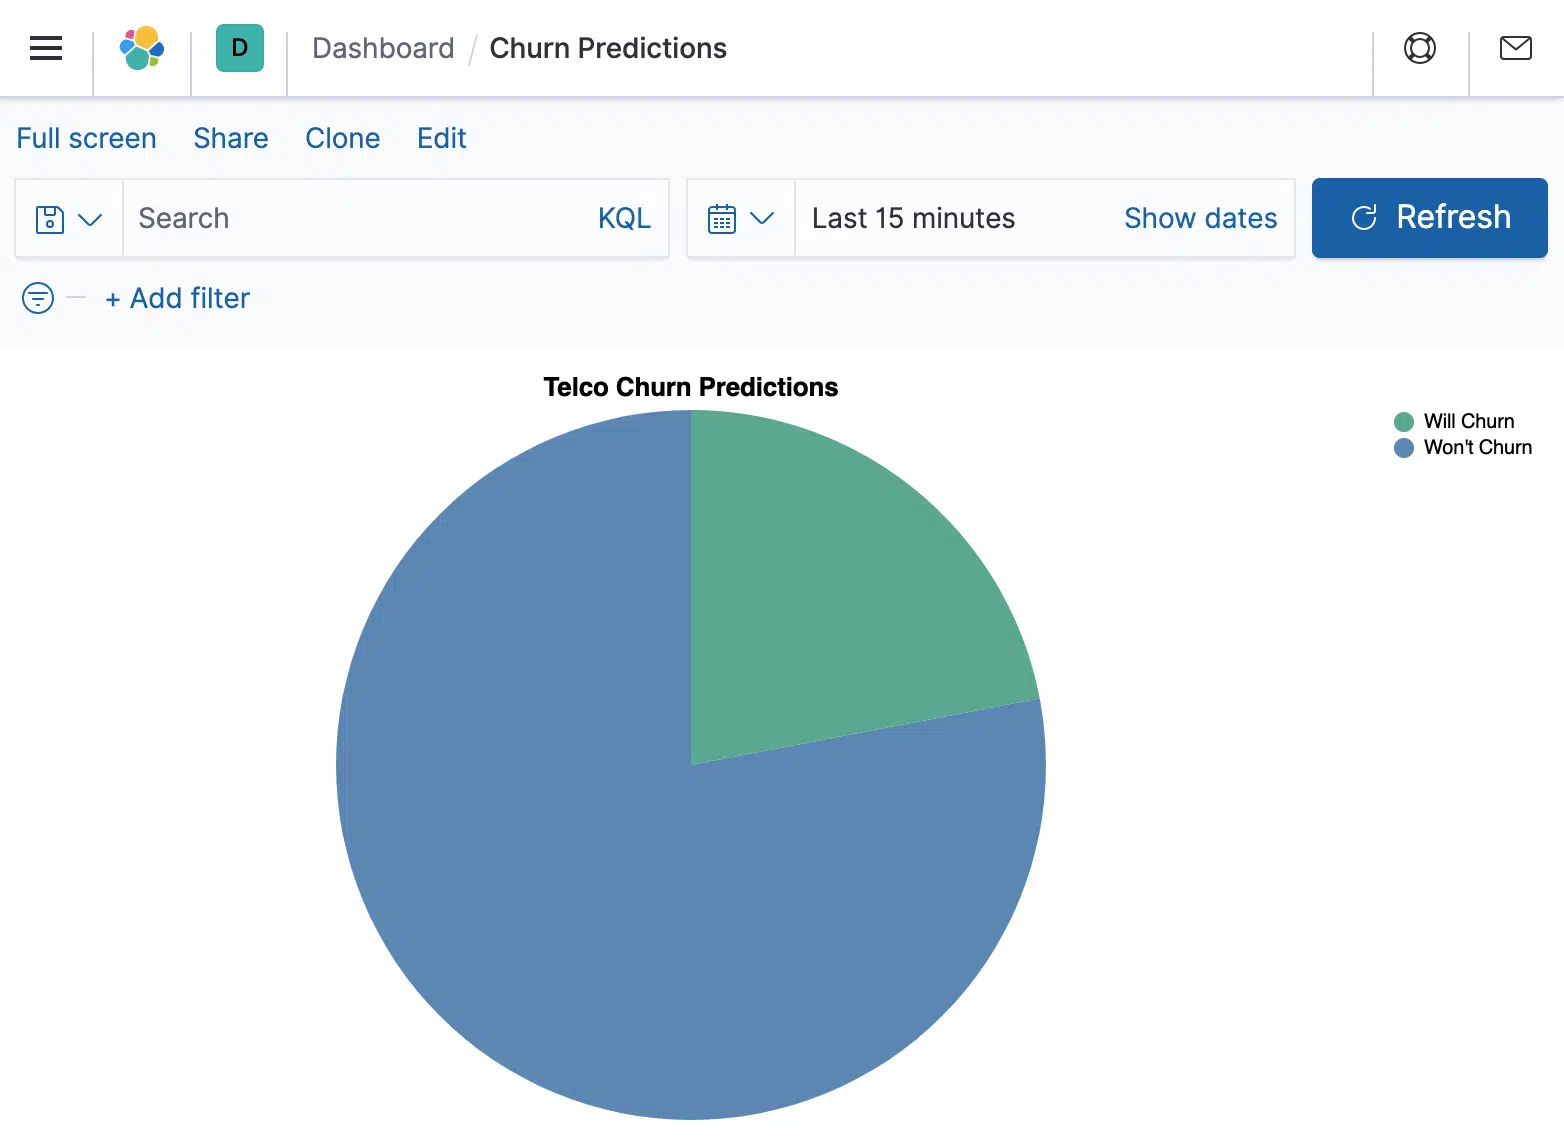 D Dashboard / Churn Predictions
Full screen Share Clone Edit
Search KQL Last 15 minutes Show dates Refresh
+ Add filter
Telco Churn Predictions
Will Churn
Won't Churn